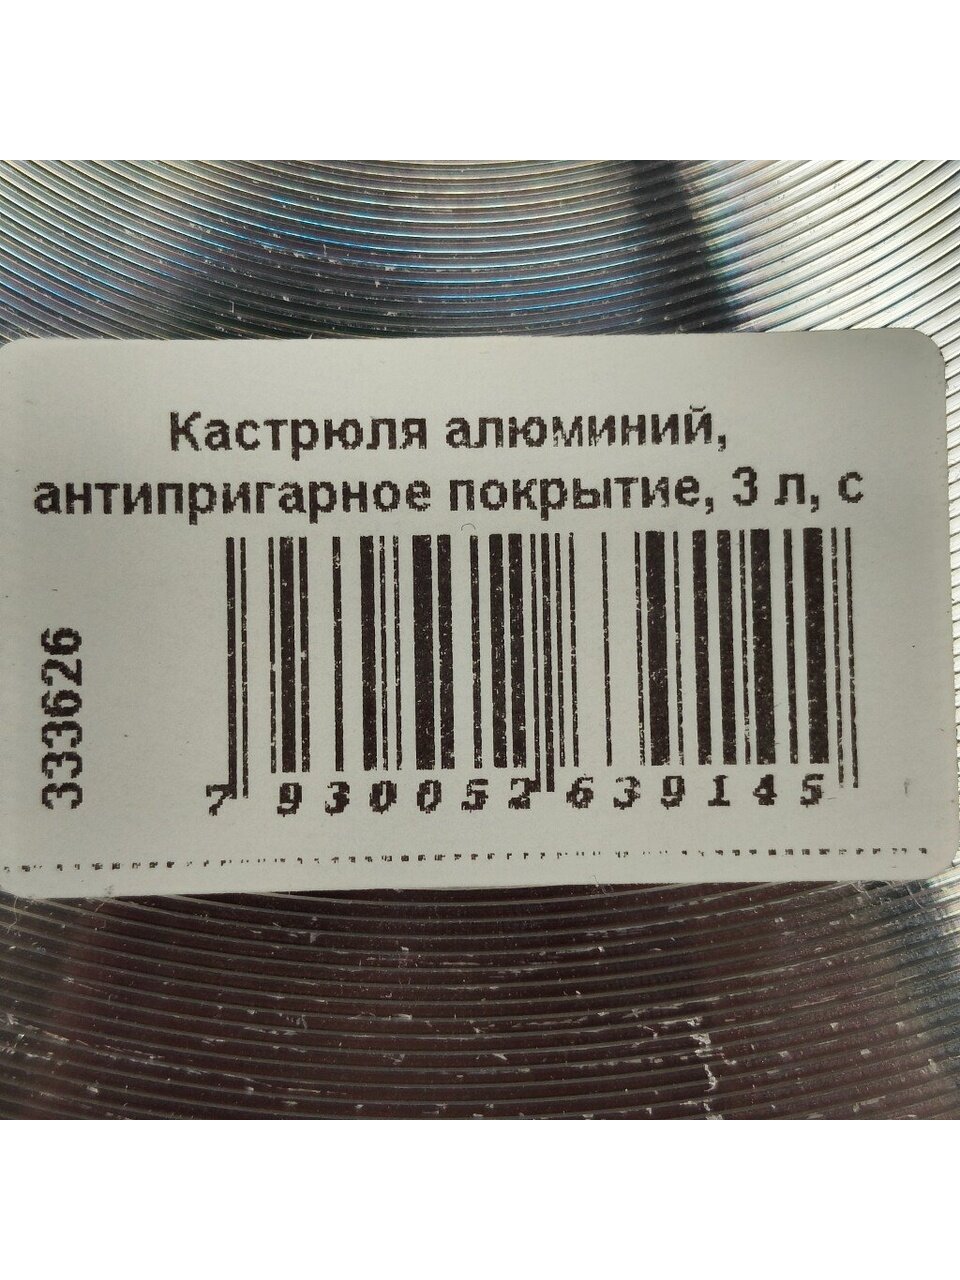 Кастрюля алюминий,
антипригарное покрытие, 3 л, с
333626
7 930052 639145